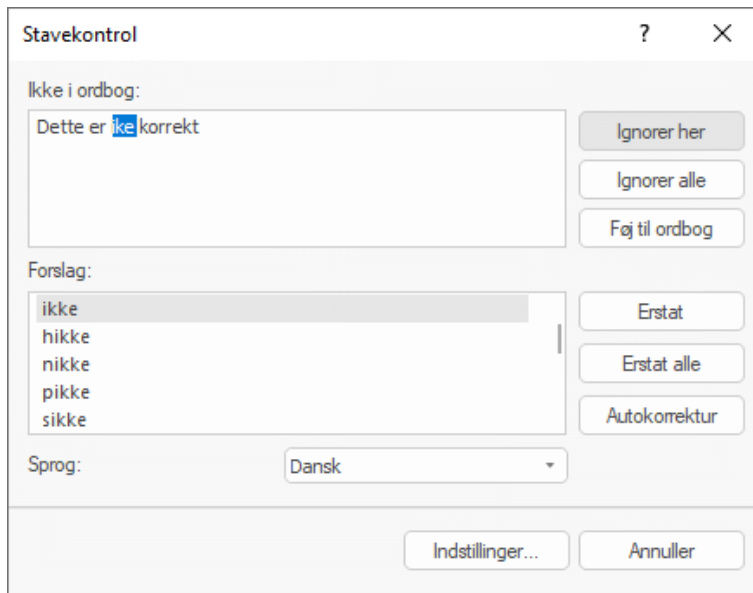 Stavekontrol
?
Ikke i ordbog:
Dette er ike korrekt
Ignorer her
Ignorer alle
Føj til ordbog
Forslag:
ikke
hikke
nikke
pikke
sikke
Erstat
Erstat alle
Autokorrektur
Sprog:
Dansk
Indstillinger...
Annuller